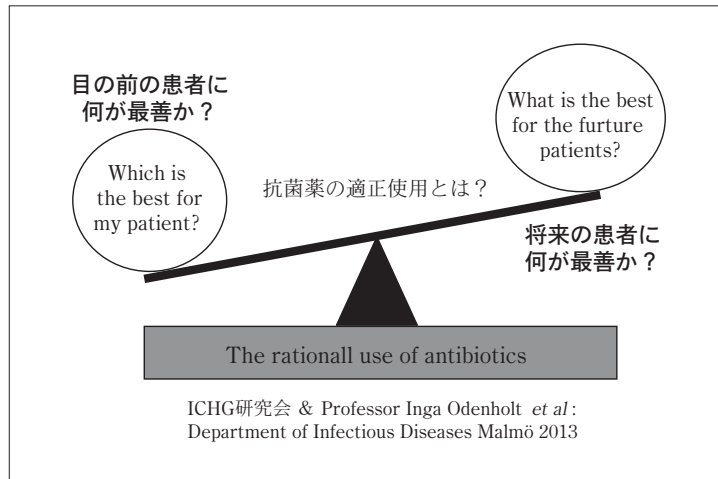 目の前の患者に
何が最善か？
Which is
the best for
my patient?
抗菌薬の適正使用とは？
What is the best
for the furture
patients?
将来の患者に
何が最善か？
The rationall use of antibiotics
ICHG研究会 & Professor Inga Odenholt et al :
Department of Infectious Diseases Malmö 2013